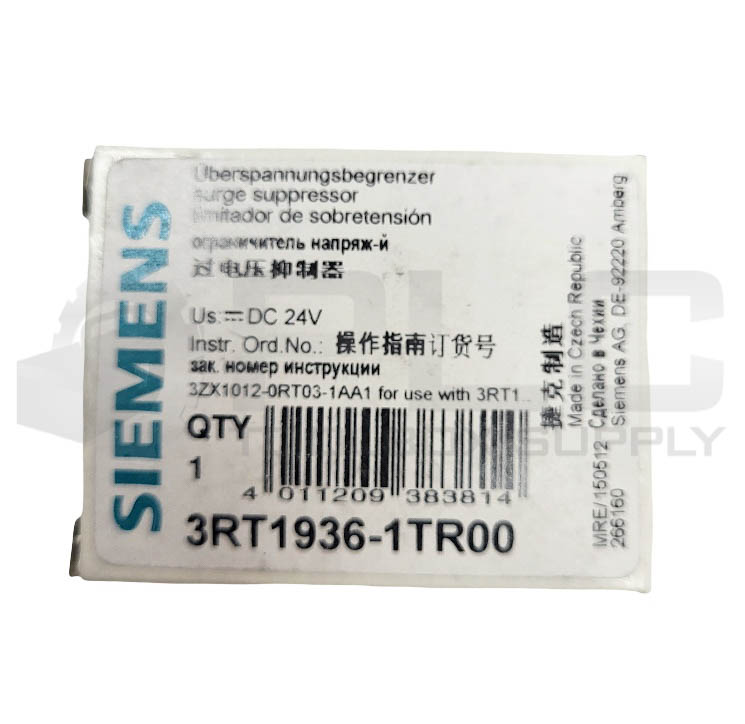 SIEMENS
Überspannungsbegrenzer
surge suppressor
limitador de sobretensión
ограничитель напряж-й
过电压抑制器
Us: DC 24V
Instr. Ord.No.: 操作指南订货号
зак. номер инструкции
3ZX1012-0RT03-1AA1 for use with 3RT1..
QTY
1
4 011209 383814
3RT1936-1TR00
捷克制造
Made in Czech Republic
MRE/150512 Сделано в Чехии
266160 Siemens AG, DE-92220 Amberg
PLC
SUPPLY